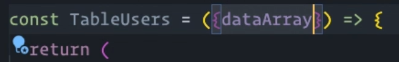 const TableUsers = ({dataArray}) => {
return (